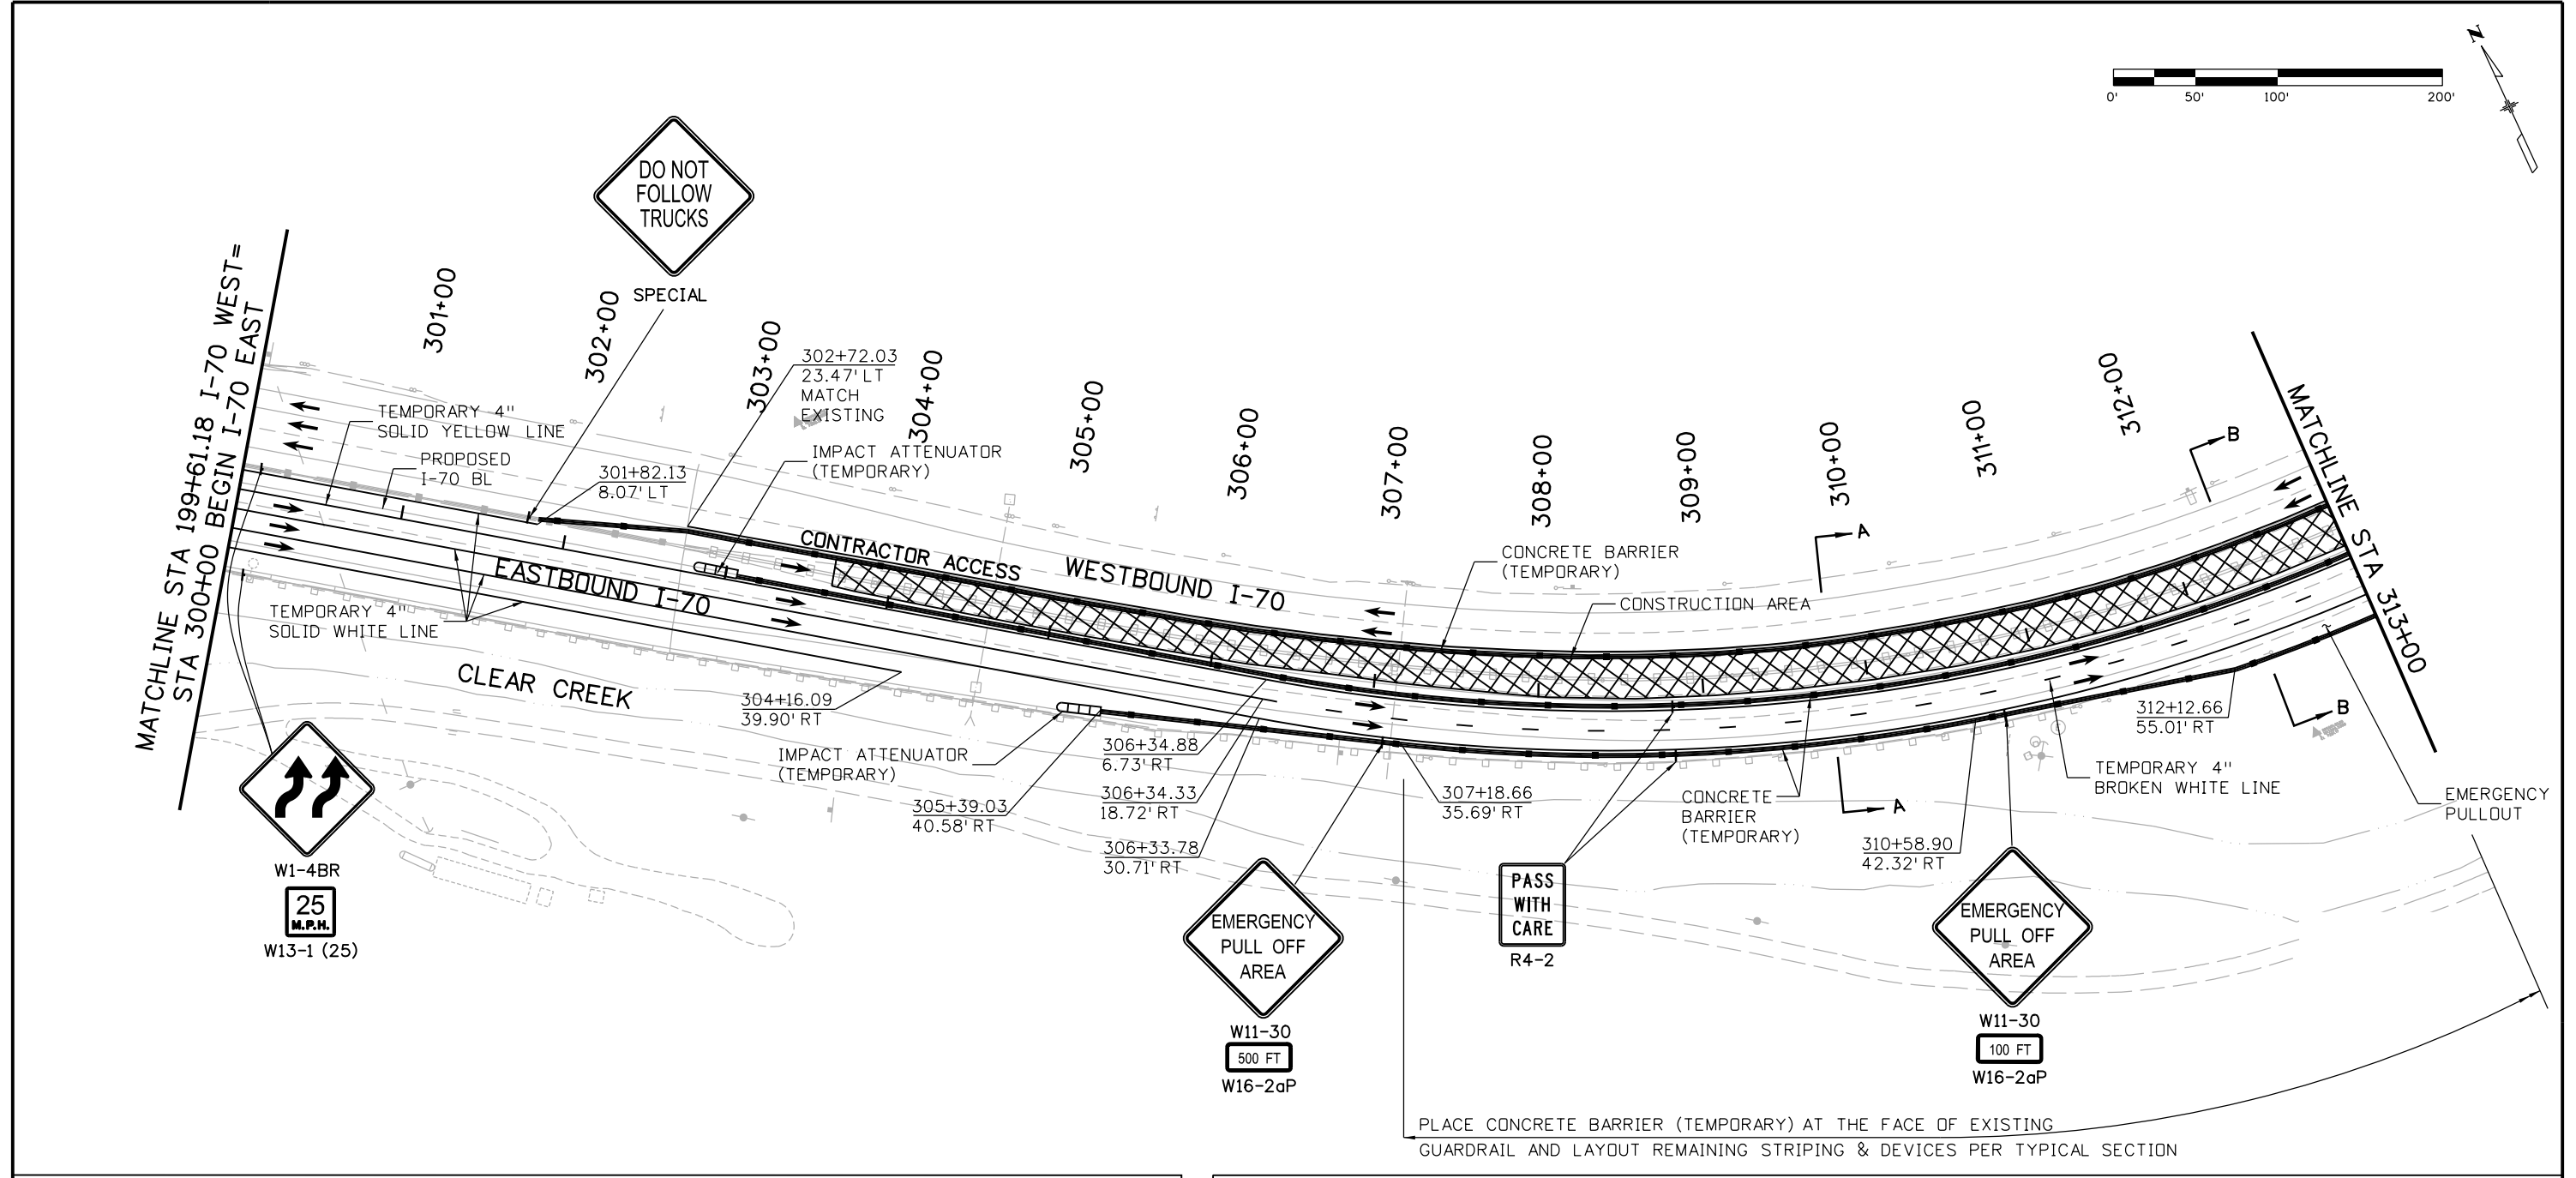 N
0' 50' 100' 200'
DO NOT
FOLLOW
TRUCKS
SPECIAL
MATCHLINE STA 199+61.18 I-70 WEST=
STA 300+00 BEGIN I-70 EAST
301+00
302+00
303+00
304+00
305+00
306+00
307+00
308+00
309+00
310+00
311+00
312+00
MATCHLINE STA 313+00
302+72.03
23.47' LT
MATCH
EXISTING
TEMPORARY 4"
SOLID YELLOW LINE
PROPOSED
I-70 BL
301+82.13
8.07' LT
IMPACT ATTENUATOR
(TEMPORARY)
CONTRACTOR ACCESS
WESTBOUND I-70
EASTBOUND I-70
CONCRETE BARRIER
(TEMPORARY)
CONSTRUCTION AREA
A
B
TEMPORARY 4"
SOLID WHITE LINE
CLEAR CREEK
304+16.09
39.90' RT
IMPACT ATTENUATOR
(TEMPORARY)
305+39.03
40.58' RT
306+34.88
6.73' RT
306+34.33
18.72' RT
306+33.78
30.71' RT
307+18.66
35.69' RT
CONCRETE
BARRIER
(TEMPORARY)
A
310+58.90
42.32' RT
312+12.66
55.01' RT
B
TEMPORARY 4"
BROKEN WHITE LINE
EMERGENCY
PULLOUT
W1-4BR
25
M.P.H.
W13-1 (25)
EMERGENCY
PULL OFF
AREA
W11-30
500 FT
W16-2aP
PASS
WITH
CARE
R4-2
EMERGENCY
PULL OFF
AREA
W11-30
100 FT
W16-2aP
PLACE CONCRETE BARRIER (TEMPORARY) AT THE FACE OF EXISTING
GUARDRAIL AND LAYOUT REMAINING STRIPING & DEVICES PER TYPICAL SECTION